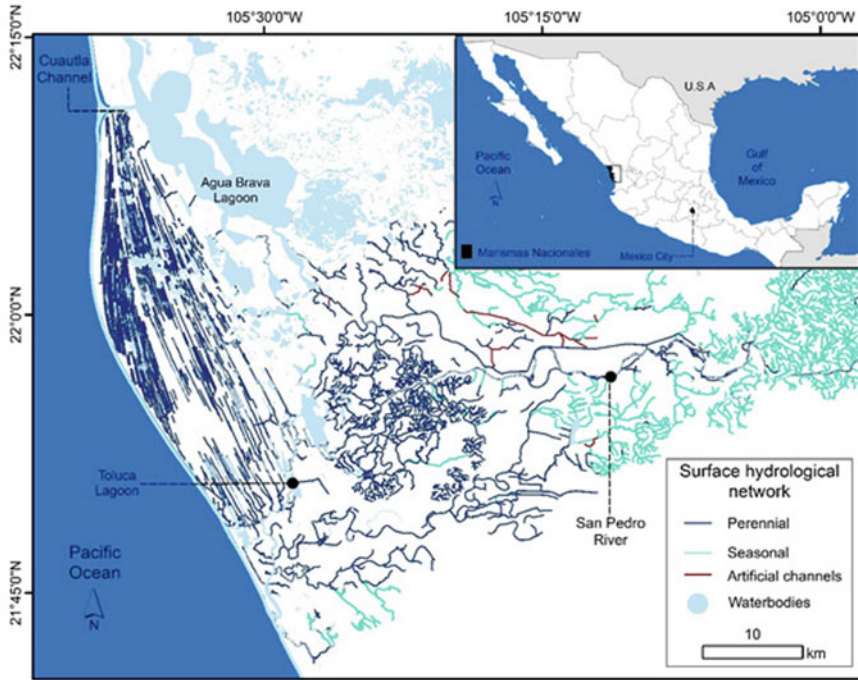 105°30'0"W
105°15'0"W
105°0'0"W
22°15'0"N
22°0'0"N
21°45'0"N
Cuautla
Channel
Agua Brava
Lagoon
Toluca
Lagoon
Pacific
Ocean
N
San Pedro
River
U.S.A
Pacific
Ocean
N
Gulf
of
Mexico
Marismas Nacionales
Mexico City
Surface hydrological
network
Perennial
Seasonal
Artificial channels
Waterbodies
10
km